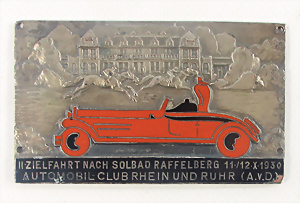 II ZIELFAHRT NACH SOLBAD RAFFELBERG 11/12·X·1930
AUTOMOBIL CLUB RHEIN UND RUHR (A.V.D.)